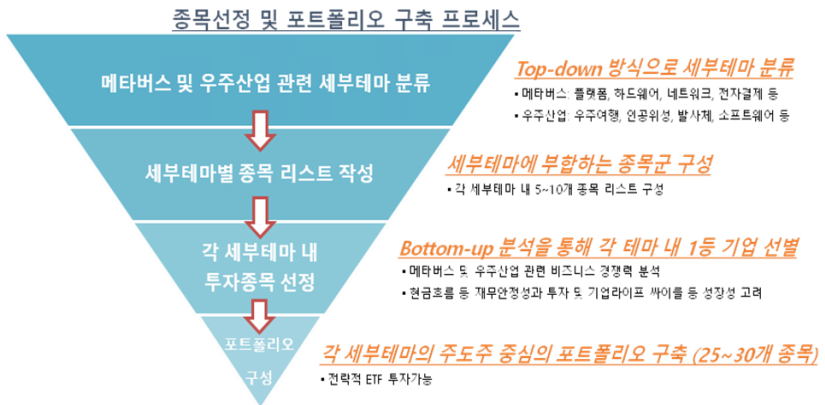 종목선정 및 포트폴리오 구축 프로세스
메타버스 및 우주산업 관련 세부테마 분류
Top-down 방식으로 세부테마 분류
▪ 메타버스: 플랫폼, 하드웨어, 네트워크, 전자결제 등
▪ 우주산업: 우주여행, 인공위성, 발사체, 소프트웨어 등
세부테마별 종목 리스트 작성
세부테마에 부합하는 종목군 구성
▪ 각 세부테마 내 5~10개 종목 리스트 구성
각 세부테마 내
투자종목 선정
Bottom-up 분석을 통해 각 테마 내 1등 기업 선별
▪ 메타버스 및 우주산업 관련 비즈니스 경쟁력 분석
▪ 현금흐름 등 재무안정성과 투자 및 기업라이프 싸이클 등 성장성 고려
포트폴리오
구성
각 세부테마의 주도주 중심의 포트폴리오 구축 (25~30개 종목)
▪ 전략적 ETF 투자가능